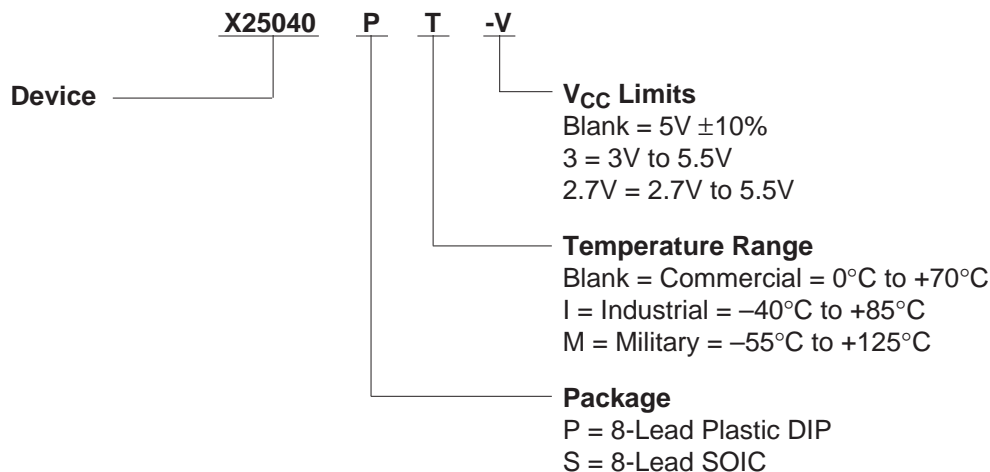 X25040 P T -V
Device
VCC Limits
Blank = 5V ±10%
3 = 3V to 5.5V
2.7V = 2.7V to 5.5V
Temperature Range
Blank = Commercial = 0°C to +70°C
I = Industrial = –40°C to +85°C
M = Military = –55°C to +125°C
Package
P = 8-Lead Plastic DIP
S = 8-Lead SOIC